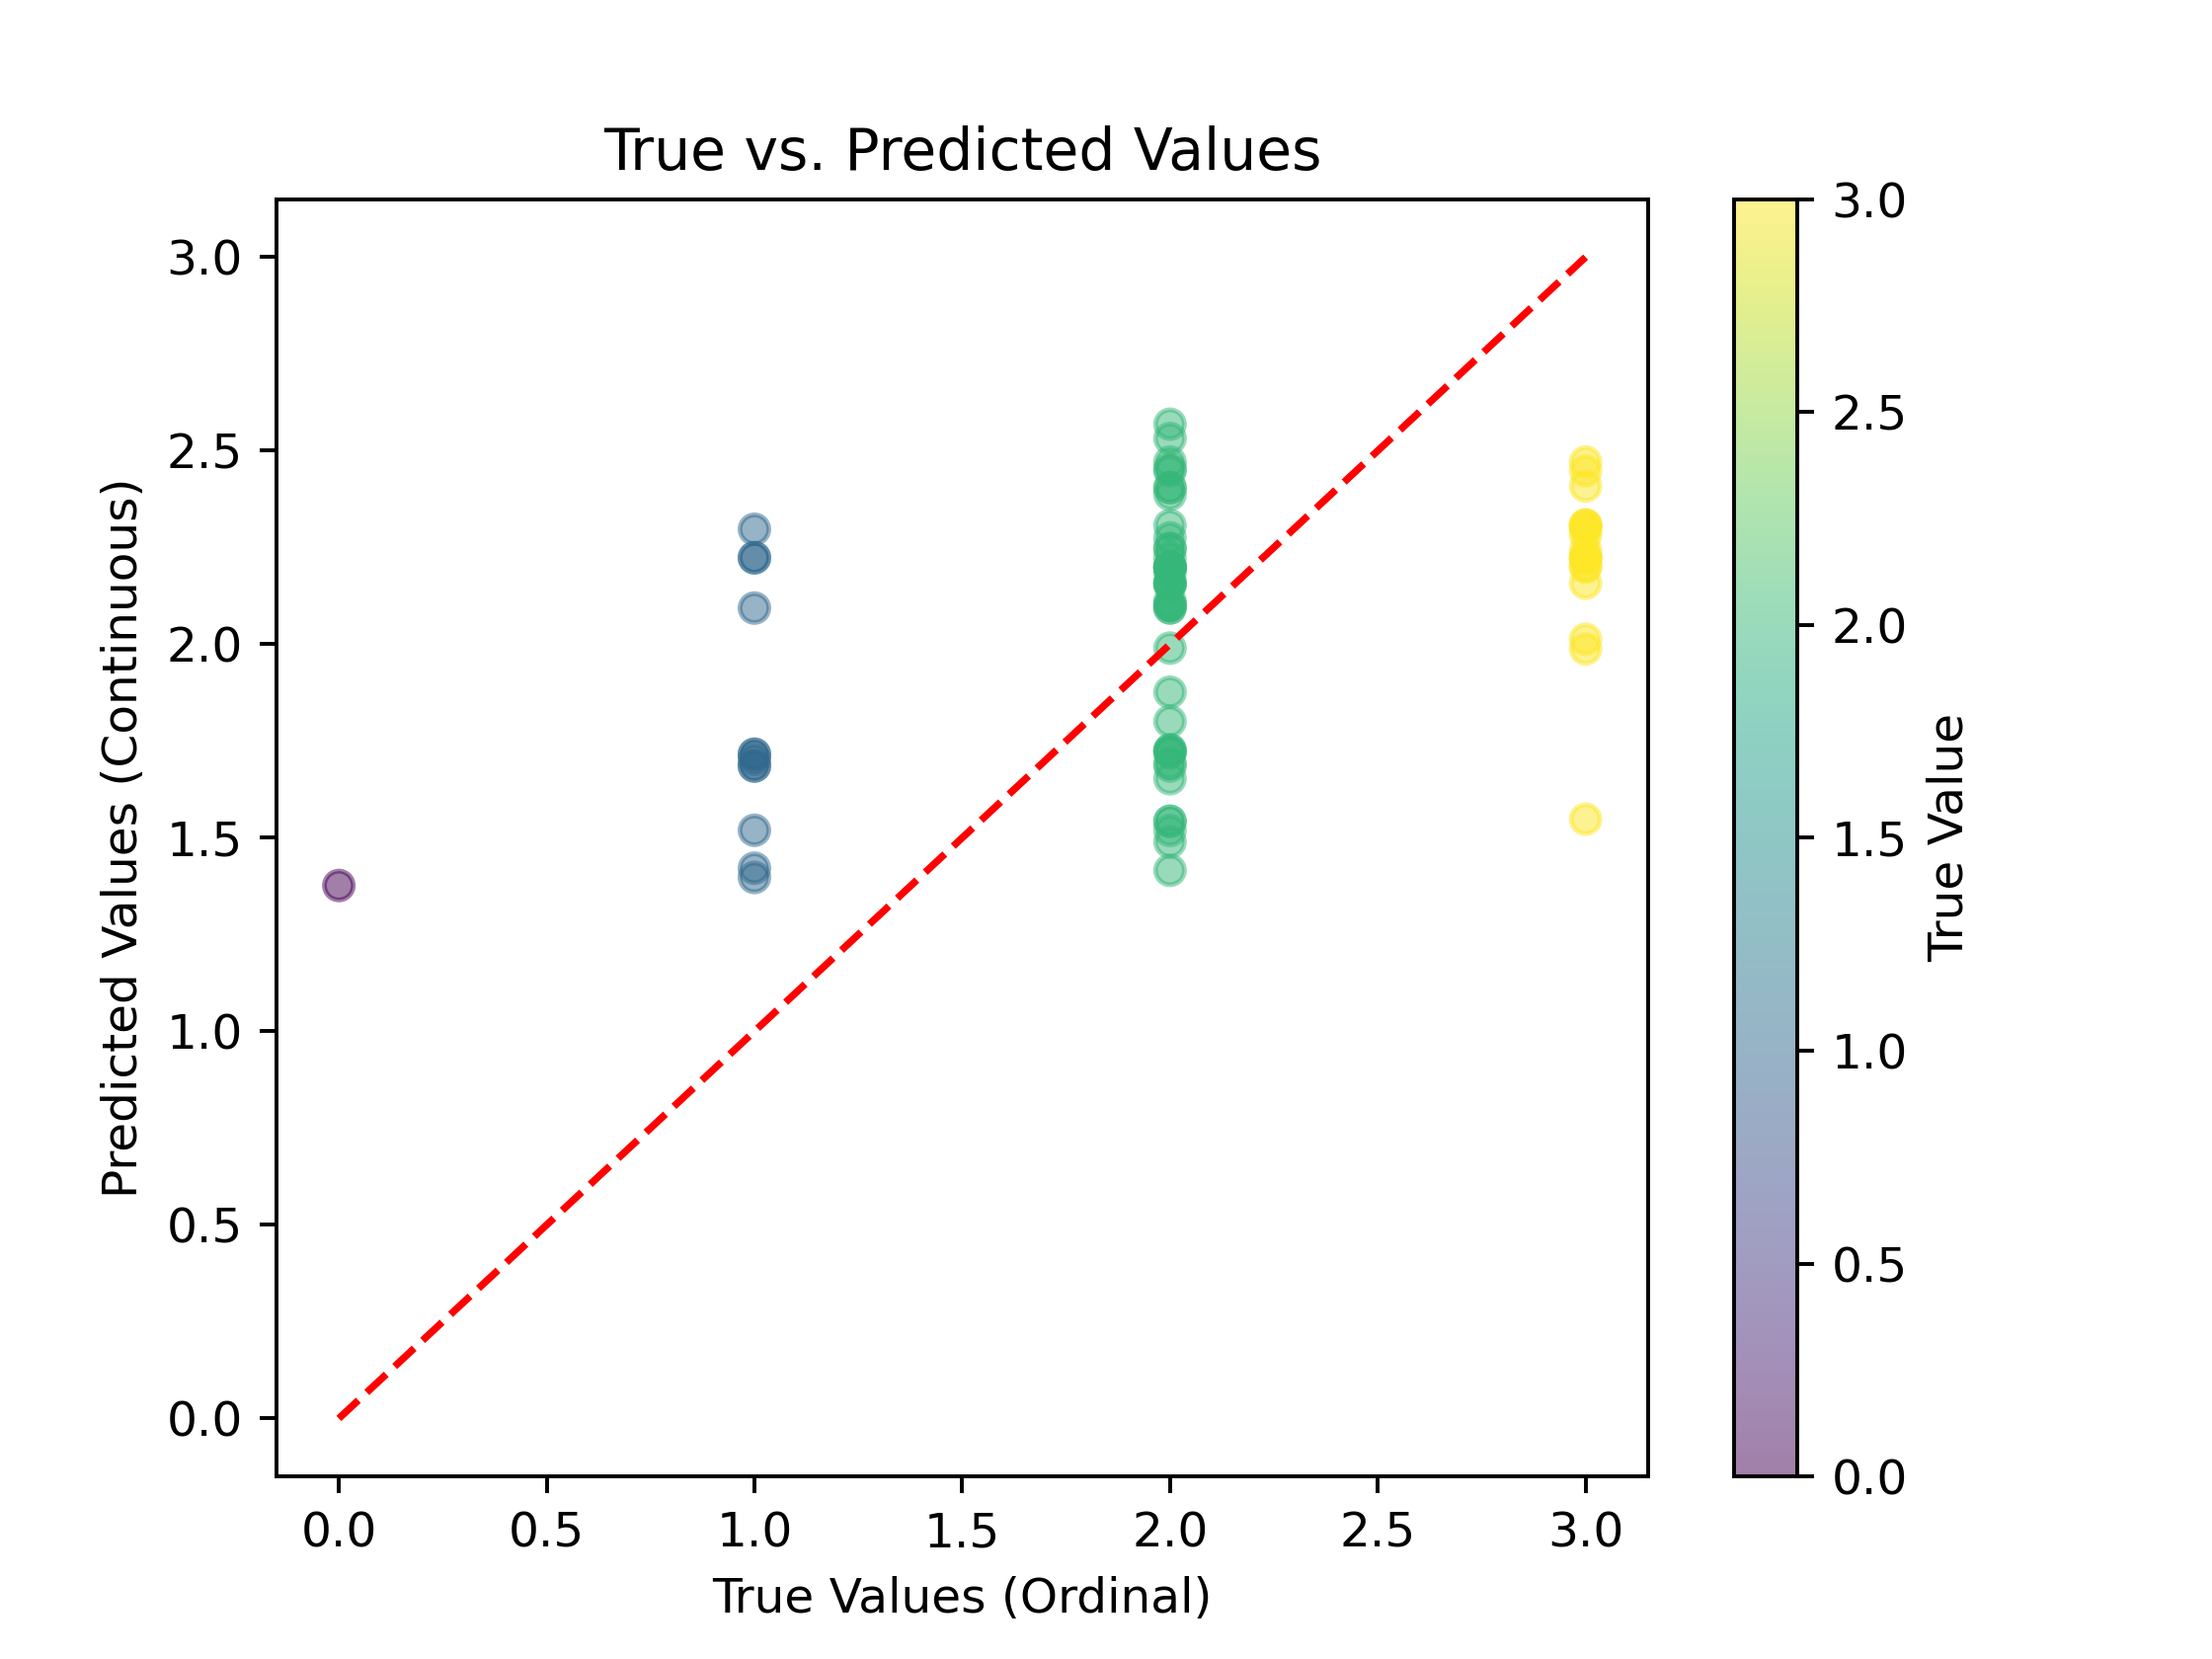 True vs. Predicted Values
Predicted Values (Continuous)
3.0
2.5
2.0
1.5
1.0
0.5
0.0
0.0 0.5 1.0 1.5 2.0 2.5 3.0
True Values (Ordinal)
3.0
2.5
2.0
1.5
1.0
0.5
0.0
True Value